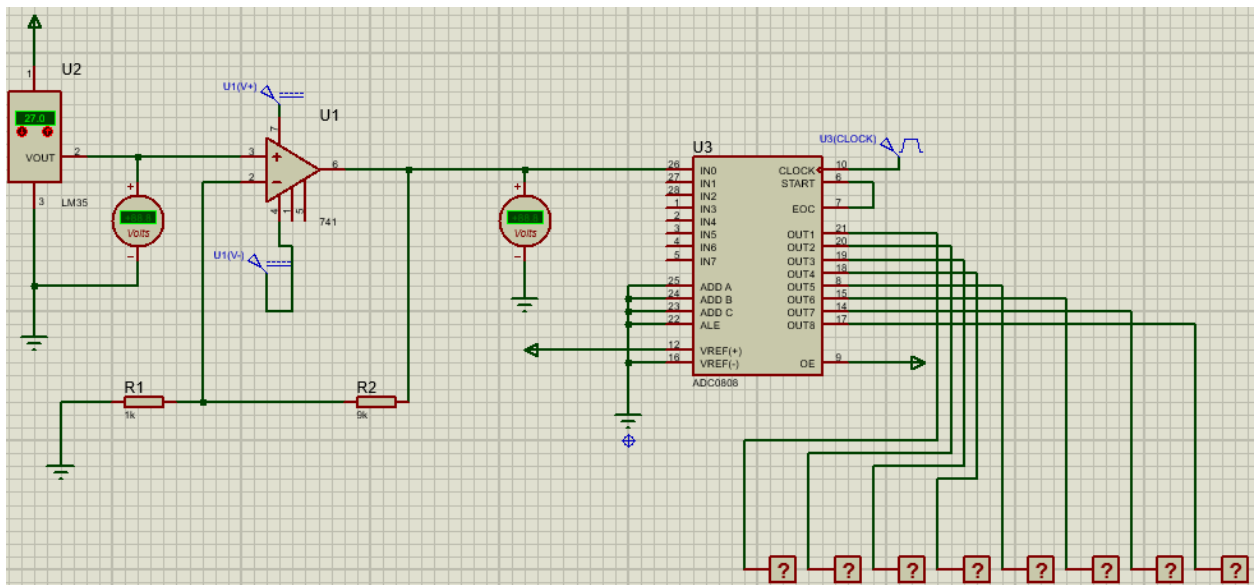 U2
1
27.0
VOUT
2
3
LM35
+
Volts
U1(V+)
7
U1
3
+
2
6
4
1
5
741
U1(V-)
R1
1k
R2
9k
+
Volts
U3
26
IN0
27
IN1
28
IN2
1
IN3
2
IN4
3
IN5
4
IN6
5
IN7
25
ADD A
24
ADD B
23
ADD C
22
ALE
12
VREF(+)
16
VREF(-)
ADC0808
U3(CLOCK)
CLOCK
10
START
6
EOC
7
OUT1
21
OUT2
20
OUT3
19
OUT4
18
OUT5
8
OUT6
15
OUT7
14
OUT8
17
OE
9
? ? ? ? ? ? ? ?